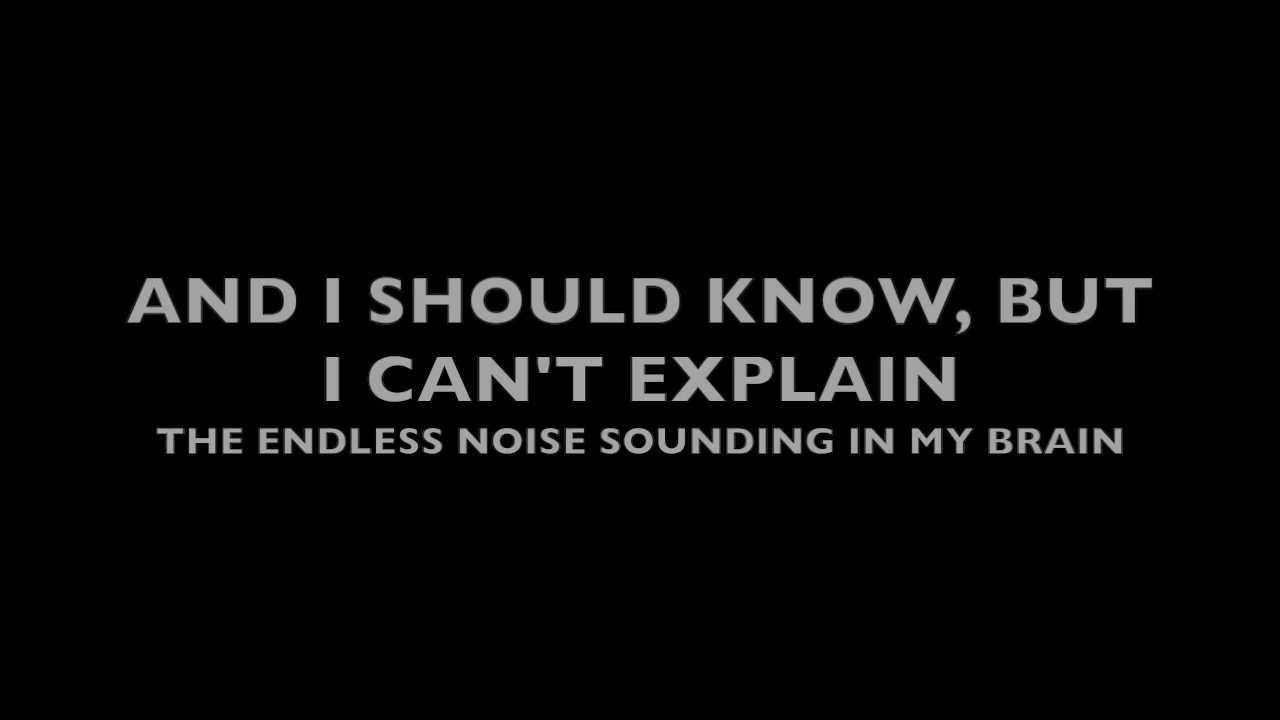 AND I SHOULD KNOW, BUT
I CAN'T EXPLAIN
THE ENDLESS NOISE SOUNDING IN MY BRAIN